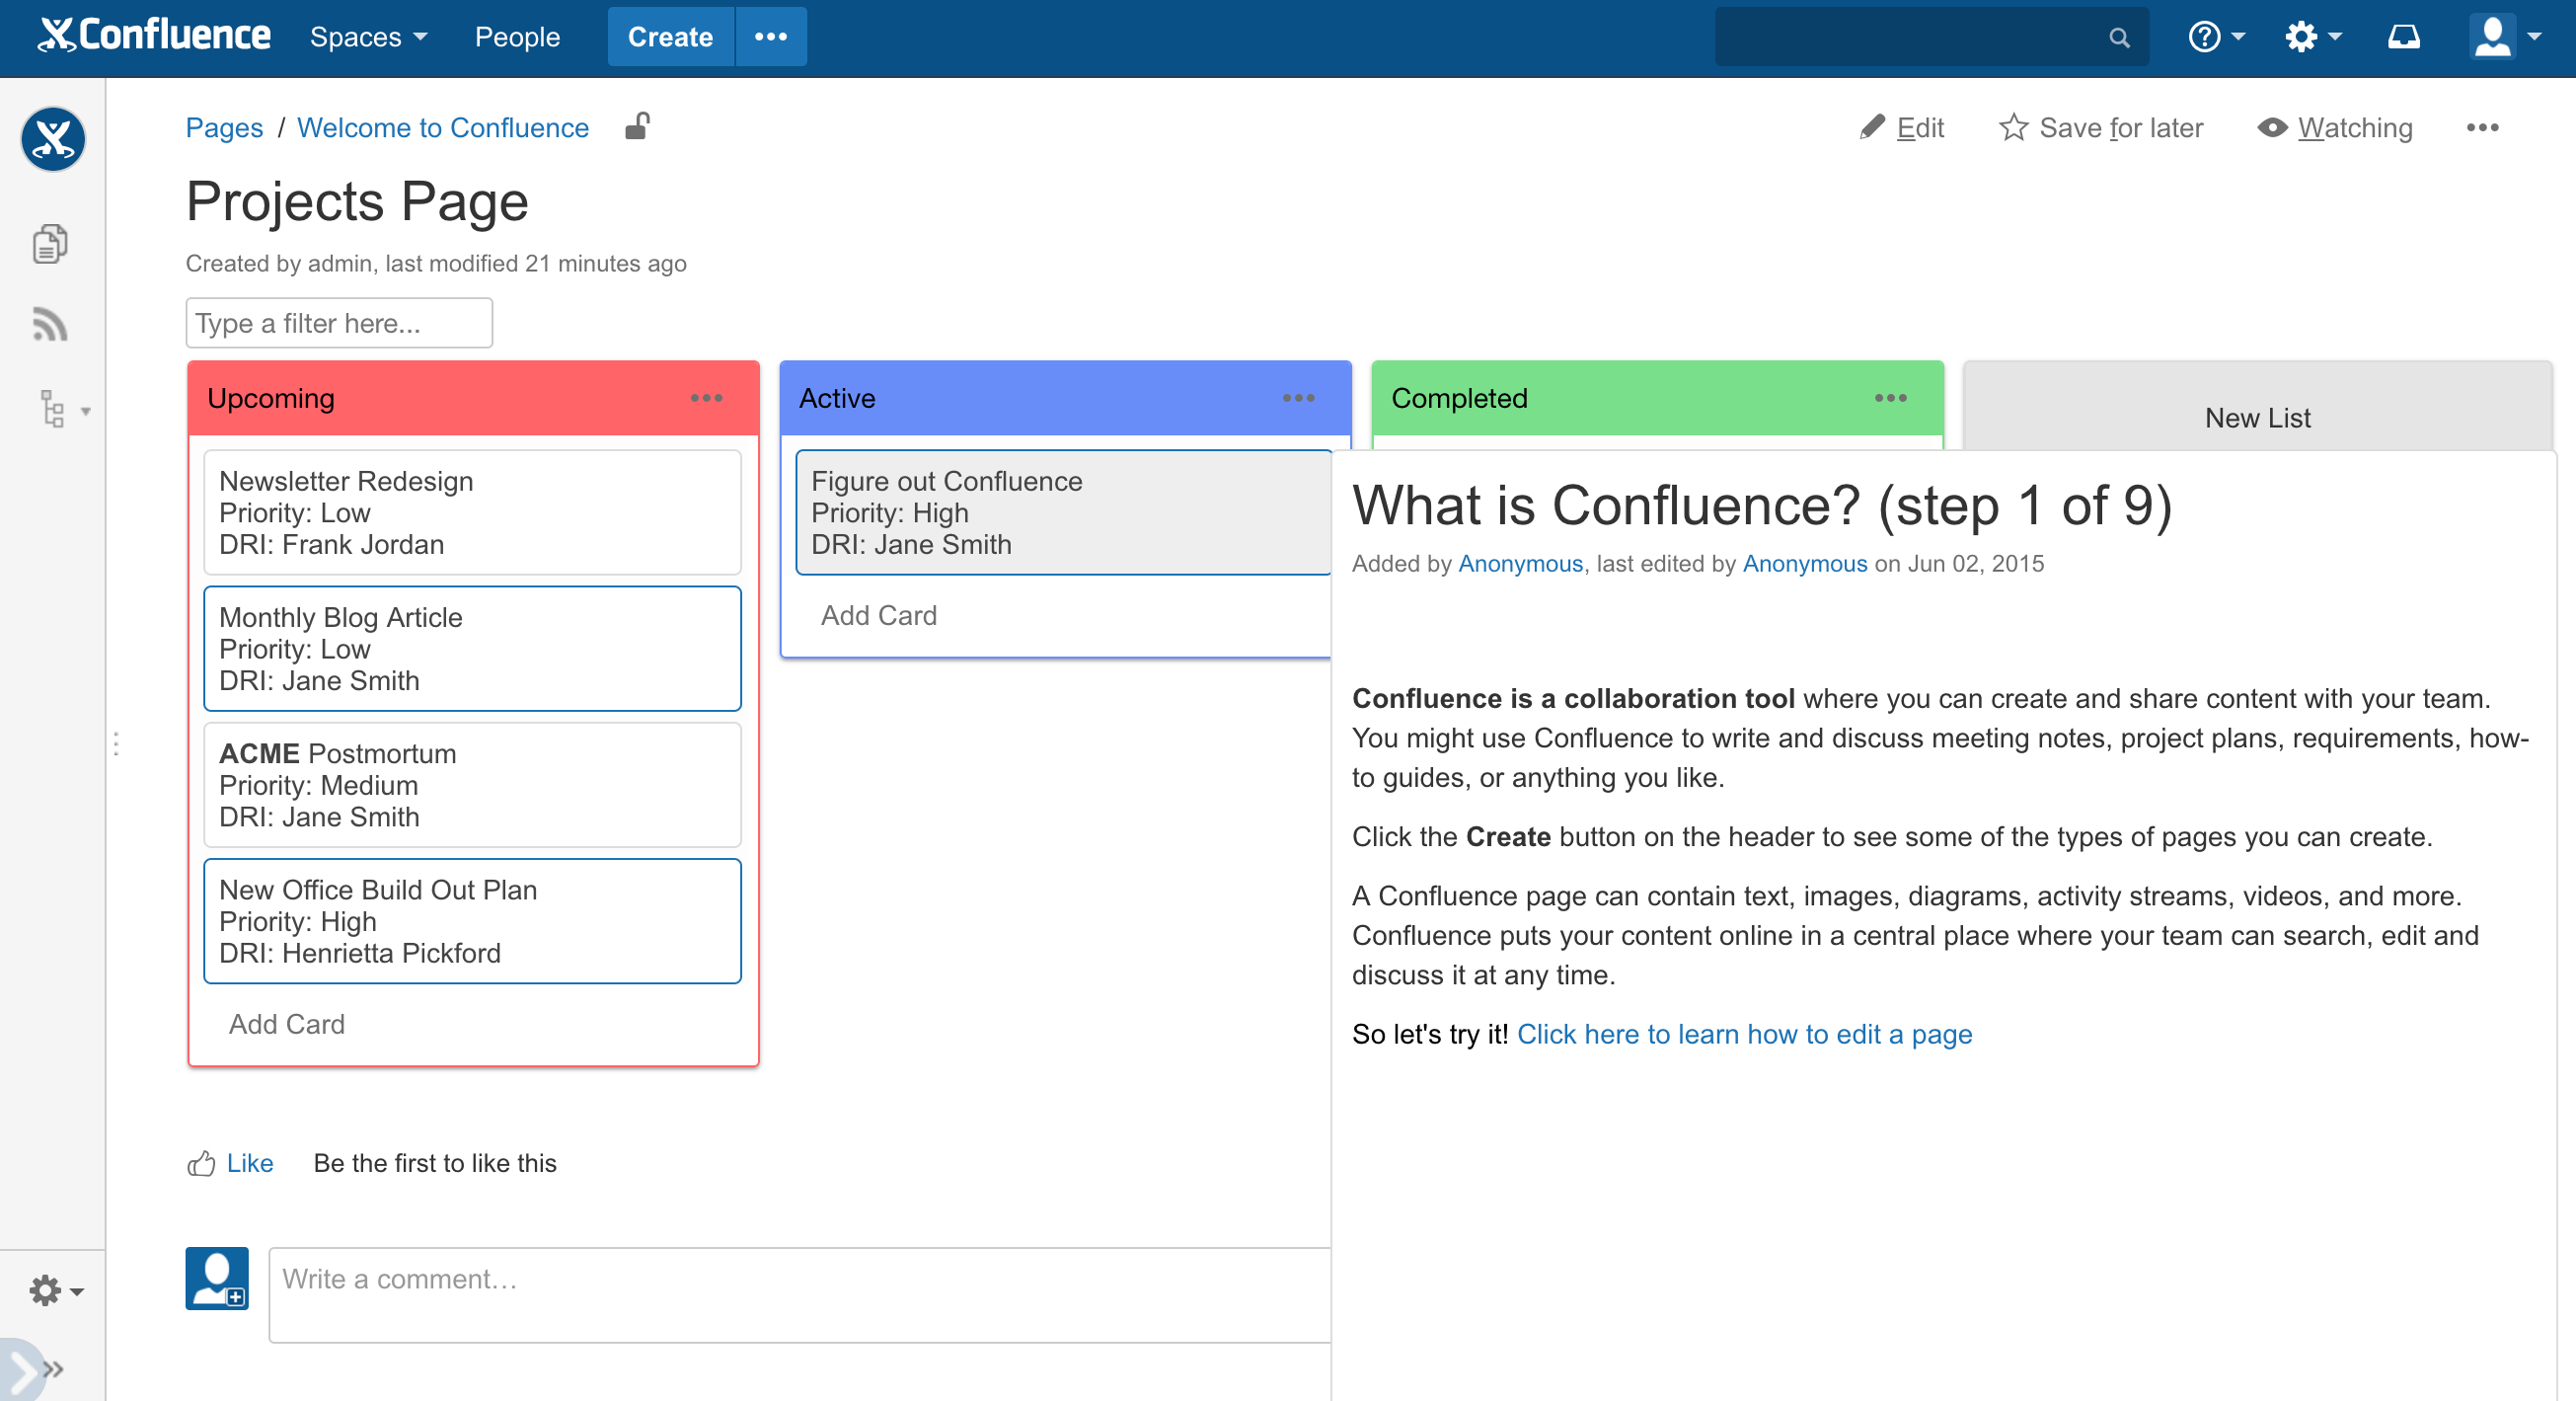 Confluence Spaces People Create
Pages / Welcome to Confluence
Edit Save for later Watching
Projects Page
Created by admin, last modified 21 minutes ago
Type a filter here...
Upcoming
Newsletter Redesign
Priority: Low
DRI: Frank Jordan
Monthly Blog Article
Priority: Low
DRI: Jane Smith
ACME Postmortum
Priority: Medium
DRI: Jane Smith
New Office Build Out Plan
Priority: High
DRI: Henrietta Pickford
Add Card
Active
Figure out Confluence
Priority: High
DRI: Jane Smith
Add Card
Completed
New List
What is Confluence? (step 1 of 9)
Added by Anonymous, last edited by Anonymous on Jun 02, 2015
Confluence is a collaboration tool where you can create and share content with your team.
You might use Confluence to write and discuss meeting notes, project plans, requirements, how-
to guides, or anything you like.
Click the Create button on the header to see some of the types of pages you can create.
A Confluence page can contain text, images, diagrams, activity streams, videos, and more.
Confluence puts your content online in a central place where your team can search, edit and
discuss it at any time.
So let's try it! Click here to learn how to edit a page
Like Be the first to like this
Write a comment…